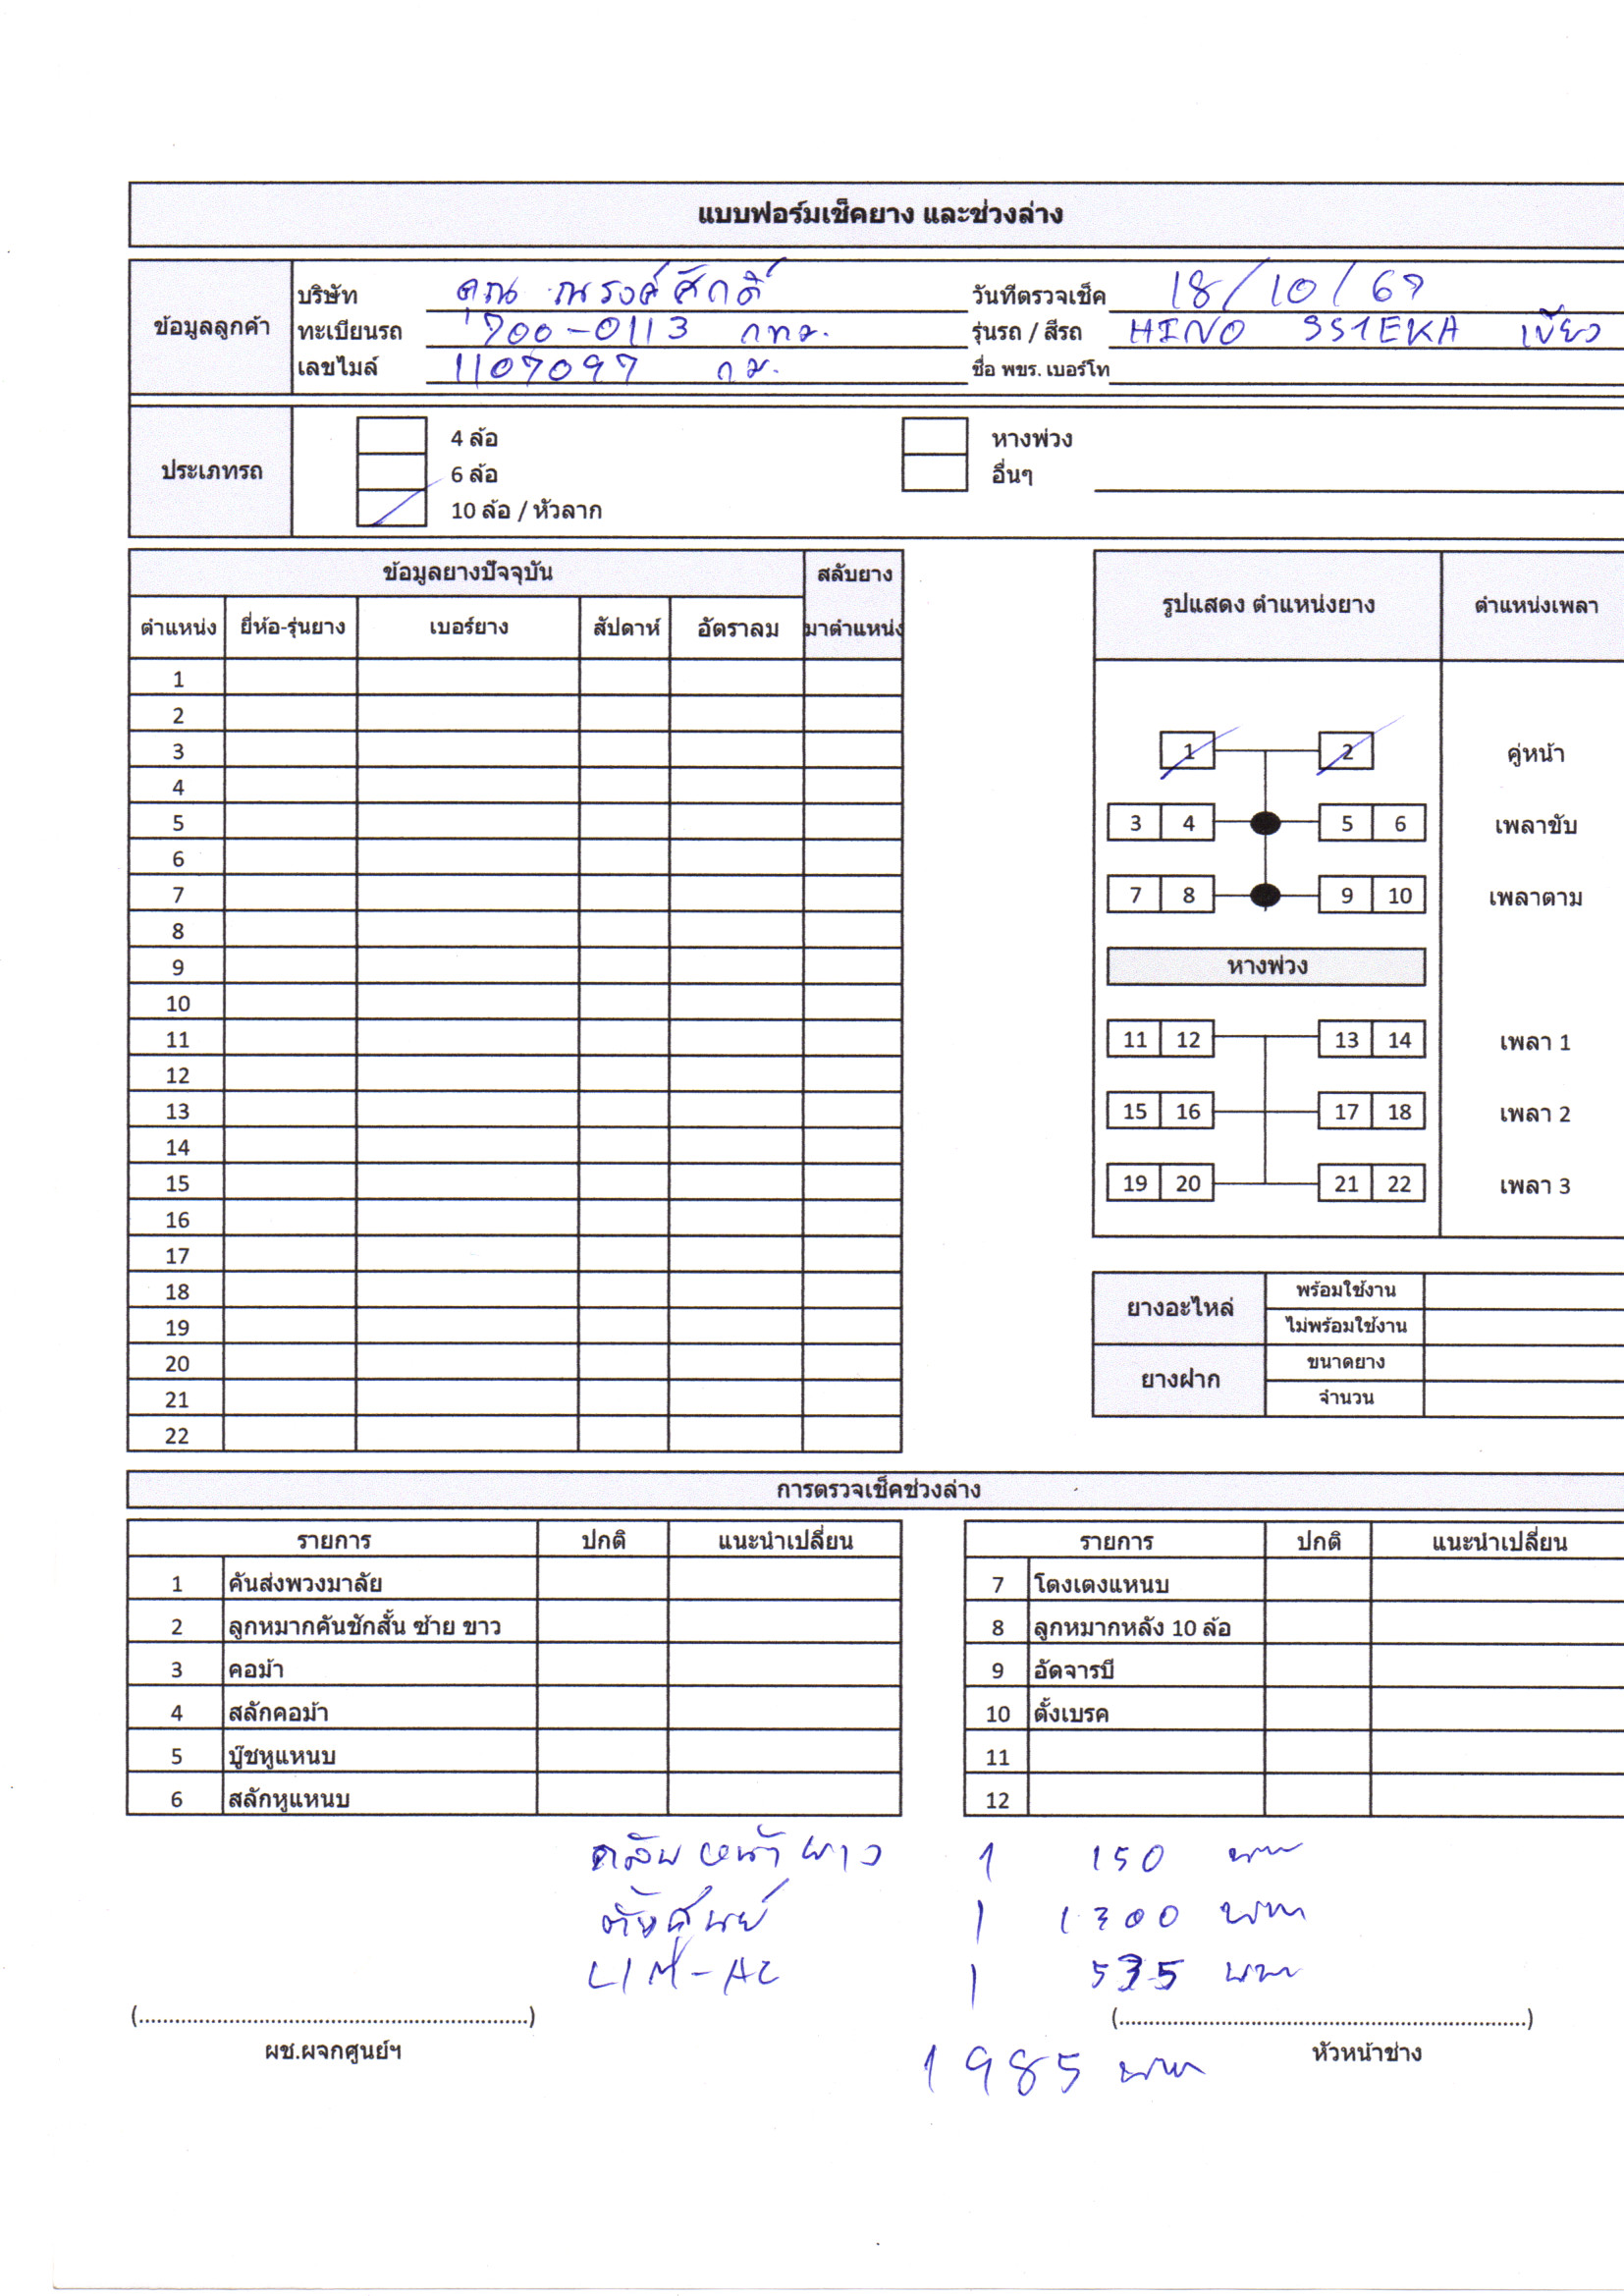 แบบฟอร์มเช็คยาง และช่วงล่าง
ข้อมูลลูกค้า
บริษัท คุณ ณรงค์ศักดิ์ วันที่ตรวจเช็ค 18/10/67
ทะเบียนรถ 700-0113 กทม. รุ่นรถ / สีรถ HINO SS1EKA เขียว
เลขไมล์ 1107097 กม. ชื่อ พขร. เบอร์โท
ประเภทรถ
4 ล้อ หางพ่วง
6 ล้อ อื่นๆ
10 ล้อ / หัวลาก
ข้อมูลยางปัจจุบัน สลับยาง
ตำแหน่ง ยี่ห้อ-รุ่นยาง เบอร์ยาง สัปดาห์ อัตราลม มาตำแหน่ง
1
2
3
4
5
6
7
8
9
10
11
12
13
14
15
16
17
18
19
20
21
22
รูปแสดง ตำแหน่งยาง ตำแหน่งเพลา
1 2 คู่หน้า
3 4 5 6 เพลาขับ
7 8 9 10 เพลาตาม
หางพ่วง
11 12 13 14 เพลา 1
15 16 17 18 เพลา 2
19 20 21 22 เพลา 3
ยางอะไหล่ พร้อมใช้งาน
ไม่พร้อมใช้งาน
ยางฝาก ขนาดยาง
จำนวน
การตรวจเช็คช่วงล่าง
รายการ ปกติ แนะนำเปลี่ยน
1 คันส่งพวงมาลัย
2 ลูกหมากคันชักสั้น ซ้าย ขาว
3 คอม้า
4 สลักคอม้า
5 บู๊ชหูแหนบ
6 สลักหูแหนบ
รายการ ปกติ แนะนำเปลี่ยน
7 โตงเตงแหนบ
8 ลูกหมากหลัง 10 ล้อ
9 อัดจารบี
10 ตั้งเบรค
11
12
กลับหน้ายาง 1 150 บาท
ตั้งศูนย์ 1 1300 บาท
LIM-AC 1 535 บาท
(...............................................................) (...............................................................)
ผช.ผจกศูนย์ฯ หัวหน้าช่าง
1985 บาท